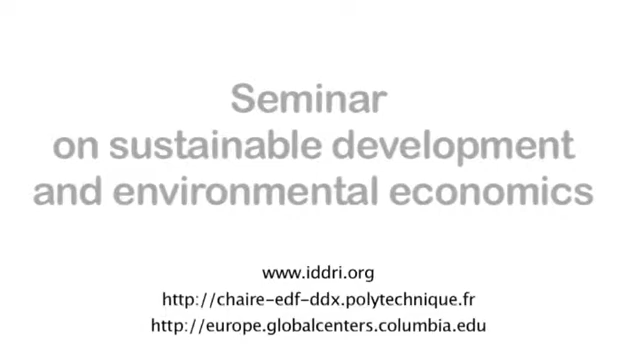 Seminar
on sustainable development
and environmental economics
www.iddri.org
http://chaire-edf-ddx.polytechnique.fr
http://europe.globalcenters.columbia.edu